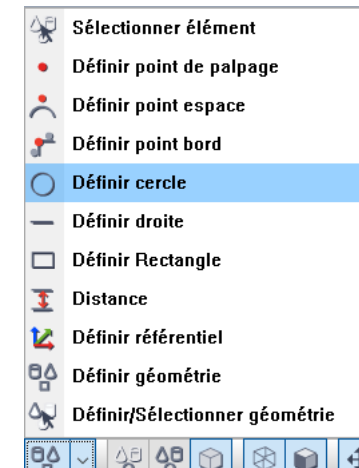 Sélectionner élément
Définir point de palpage
Définir point espace
Définir point bord
Définir cercle
Définir droite
Définir Rectangle
Distance
Définir référentiel
Définir géométrie
Définir/Sélectionner géométrie